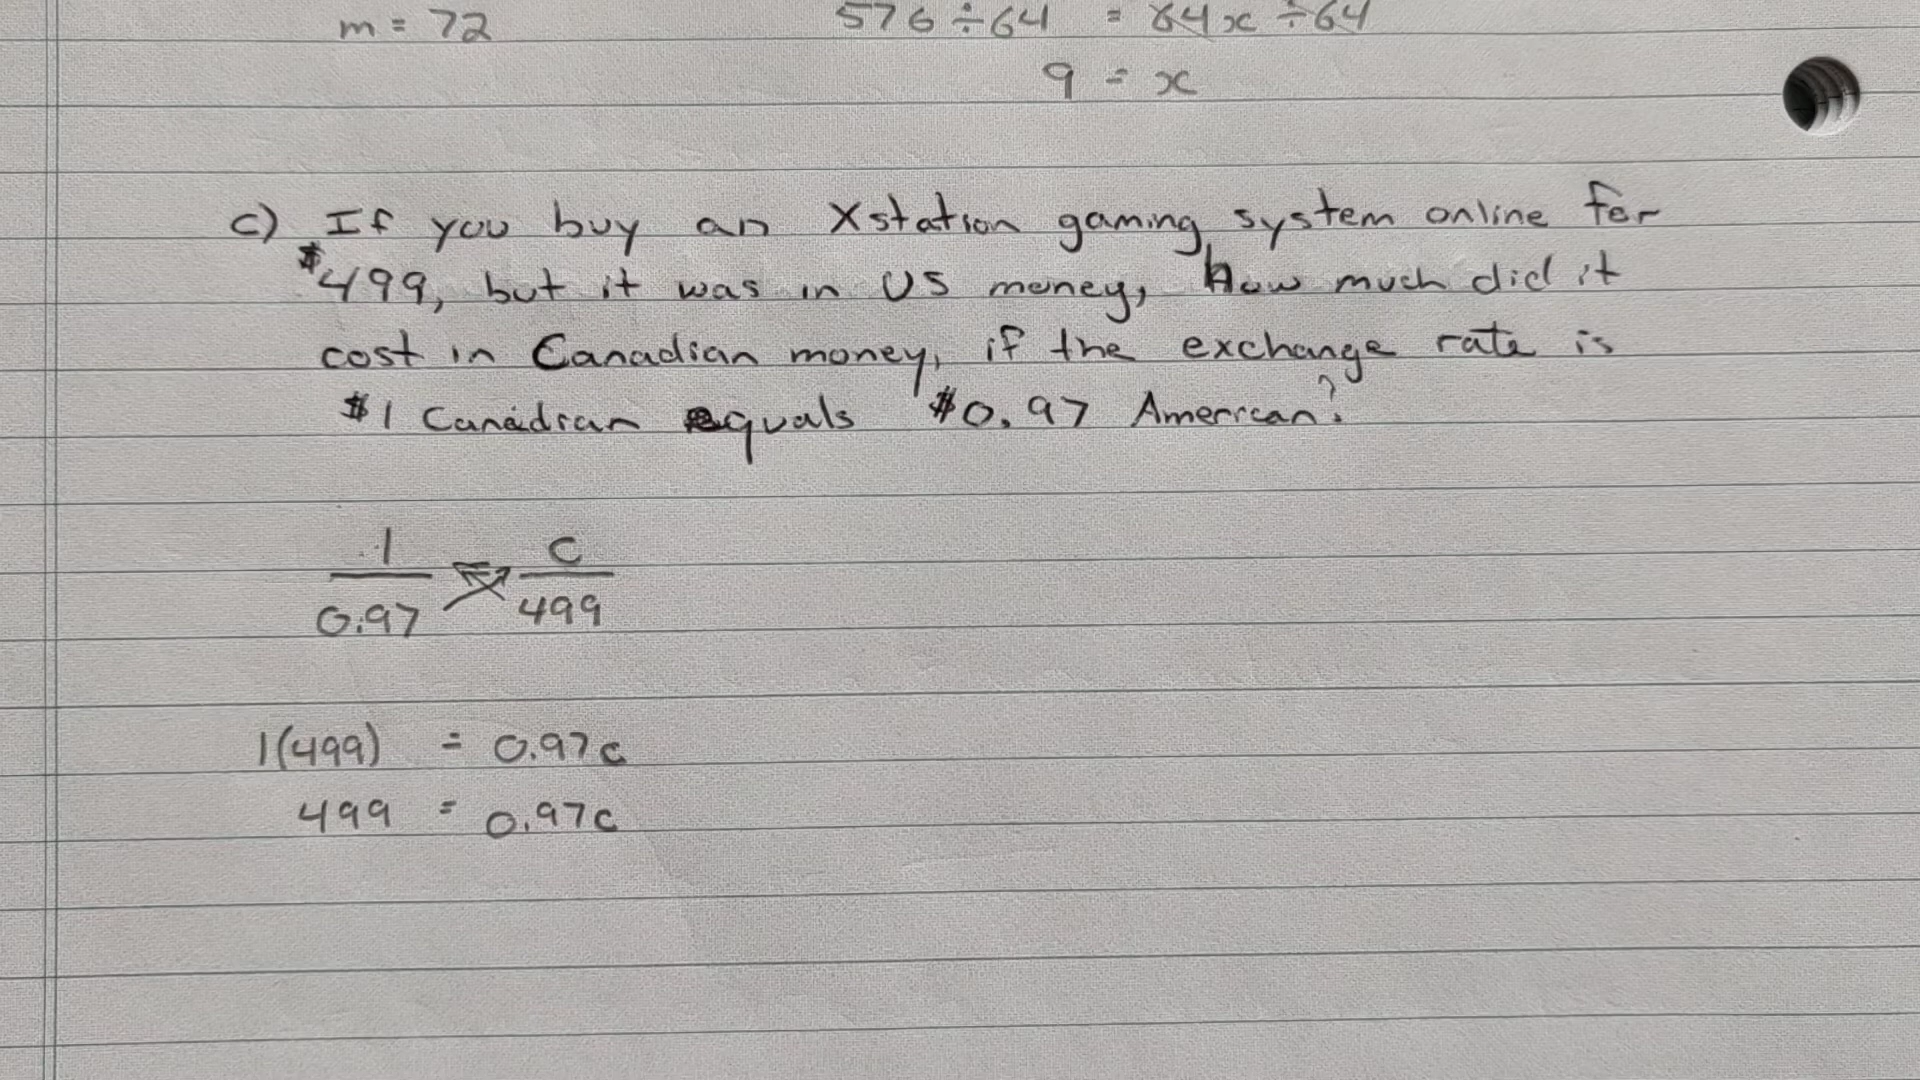 m = 72
576 ÷ 64 = 64x ÷ 64
9 = x
c) If you buy an Xstation gaming system online for
$499, but it was in US money, How much did it
cost in Canadian money, if the exchange rate is
$1 Canadian equals $0.97 American?
1 c
0.97 499
1(499) = 0.97c
499 = 0.97c